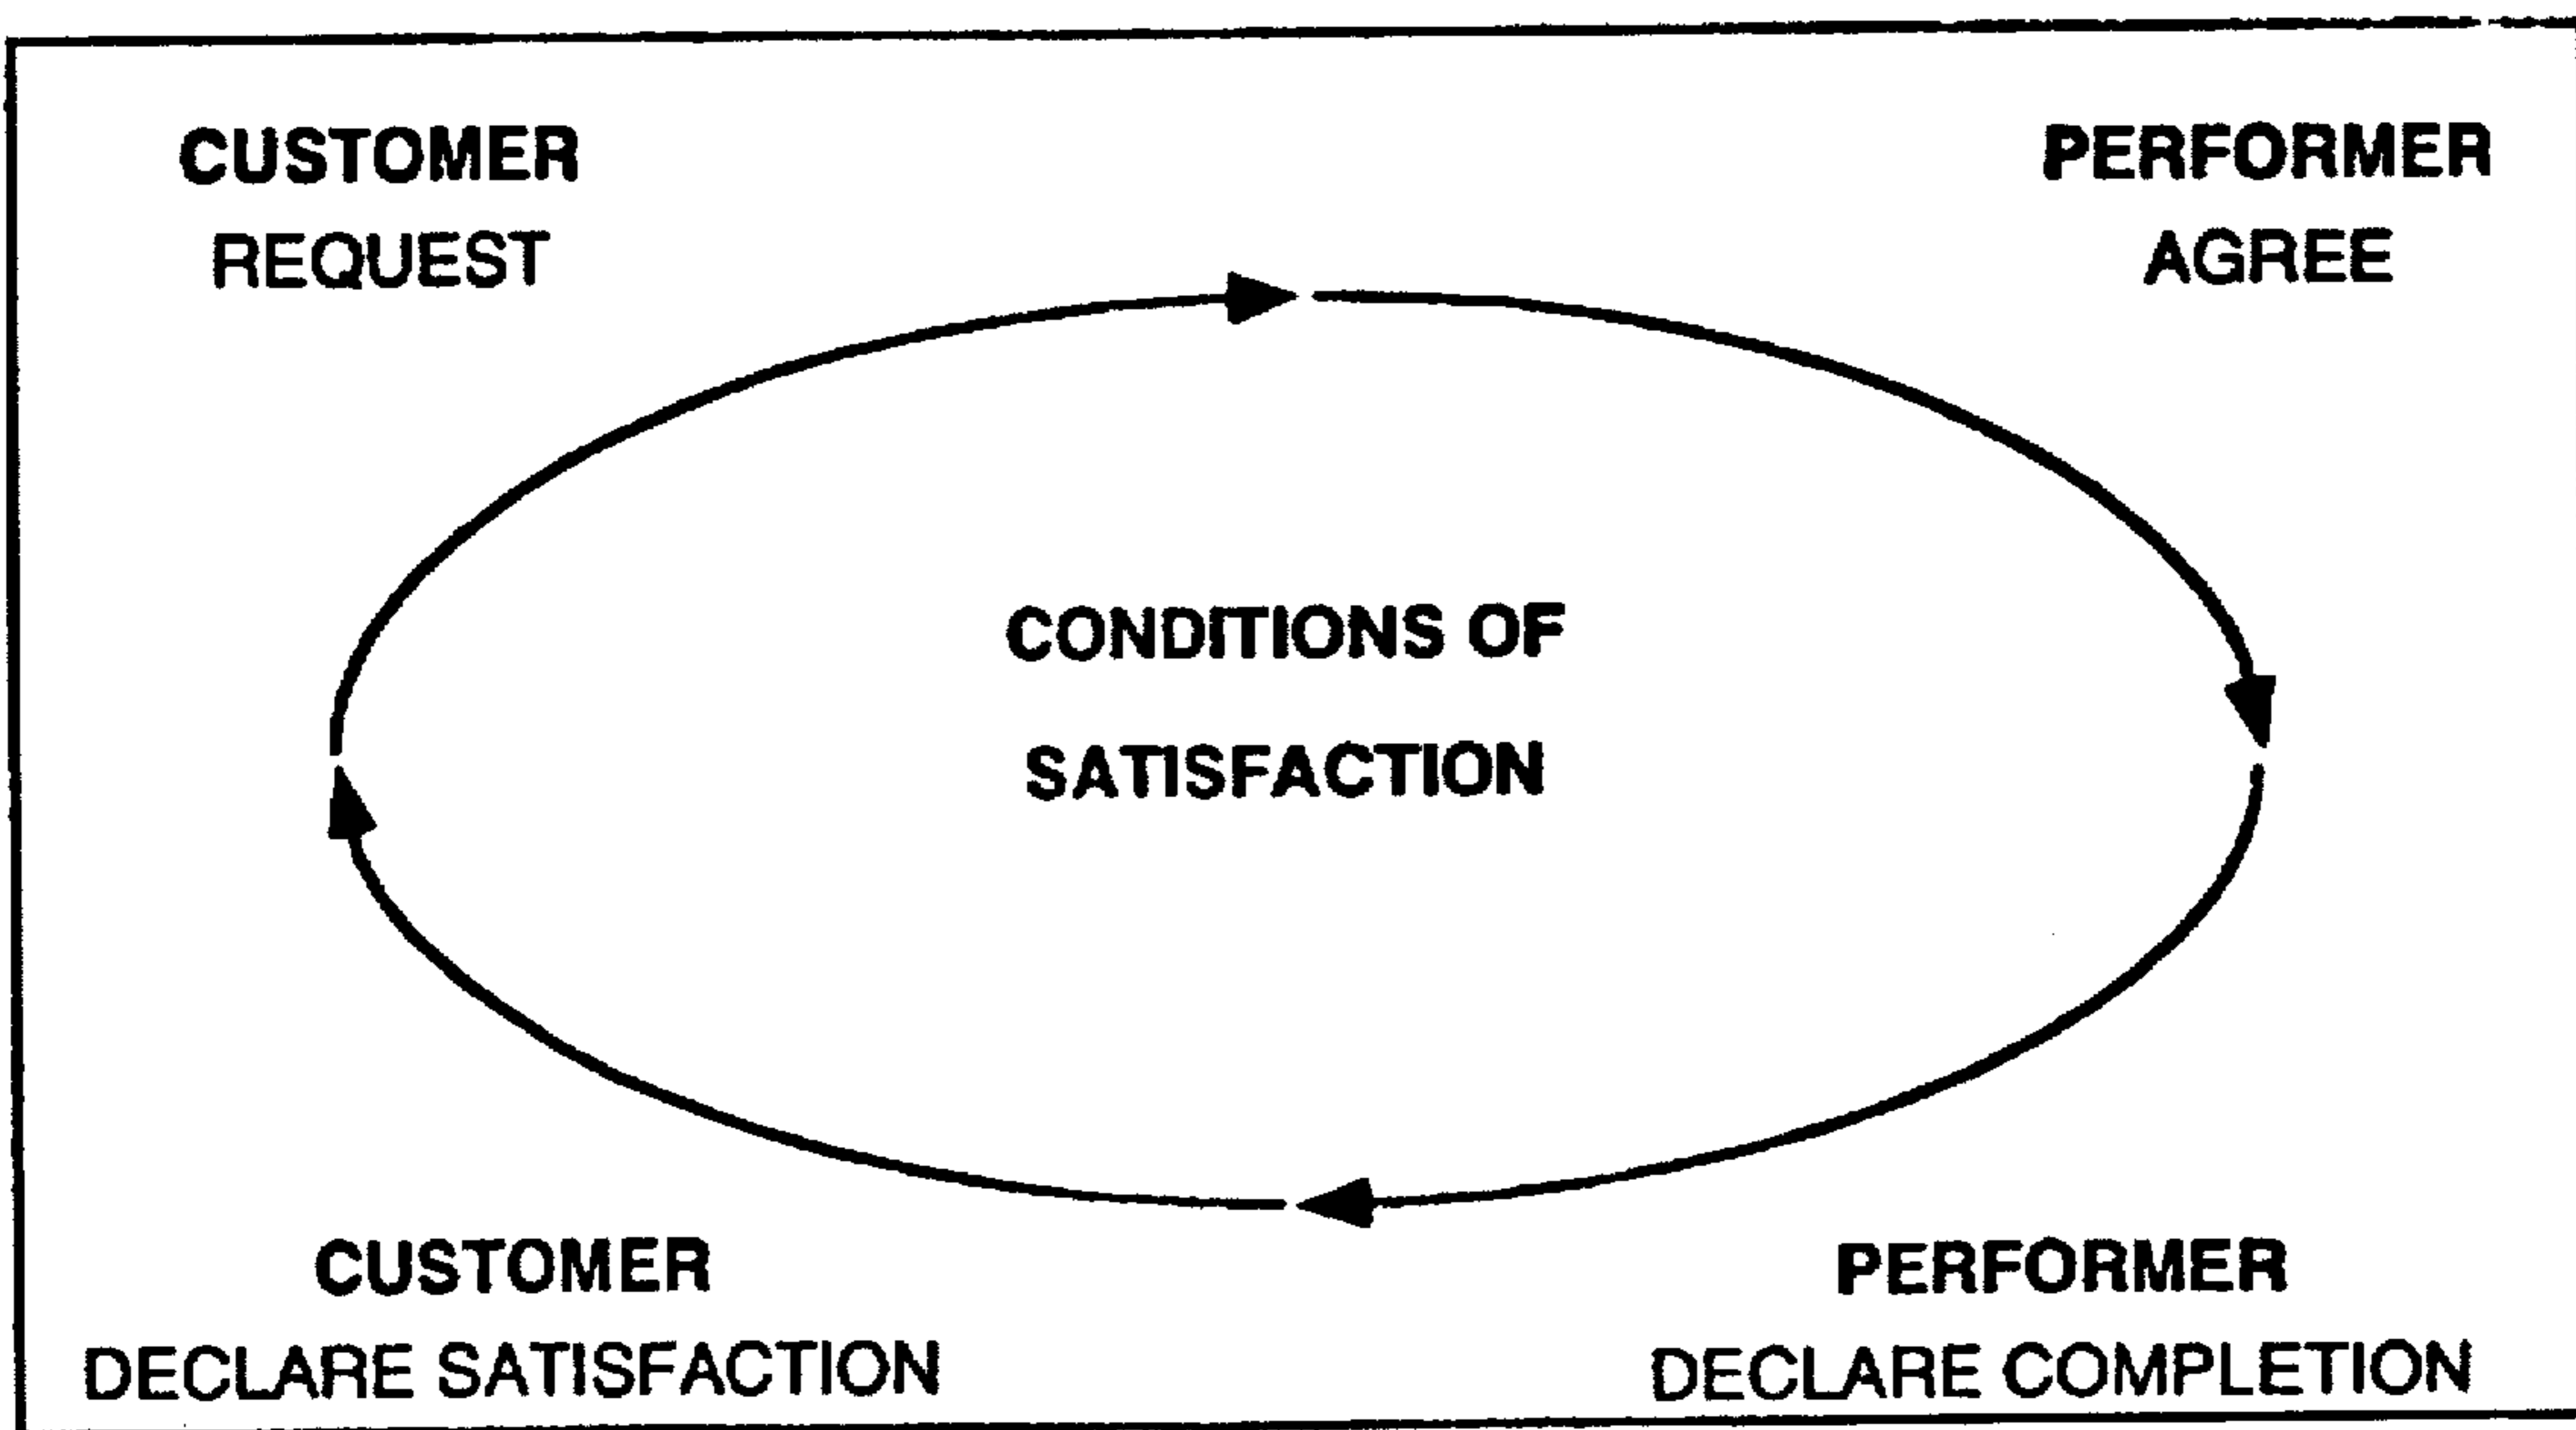 CUSTOMER
REQUEST
PERFORMER
AGREE
CONDITIONS OF
SATISFACTION
CUSTOMER
DECLARE SATISFACTION
PERFORMER
DECLARE COMPLETION